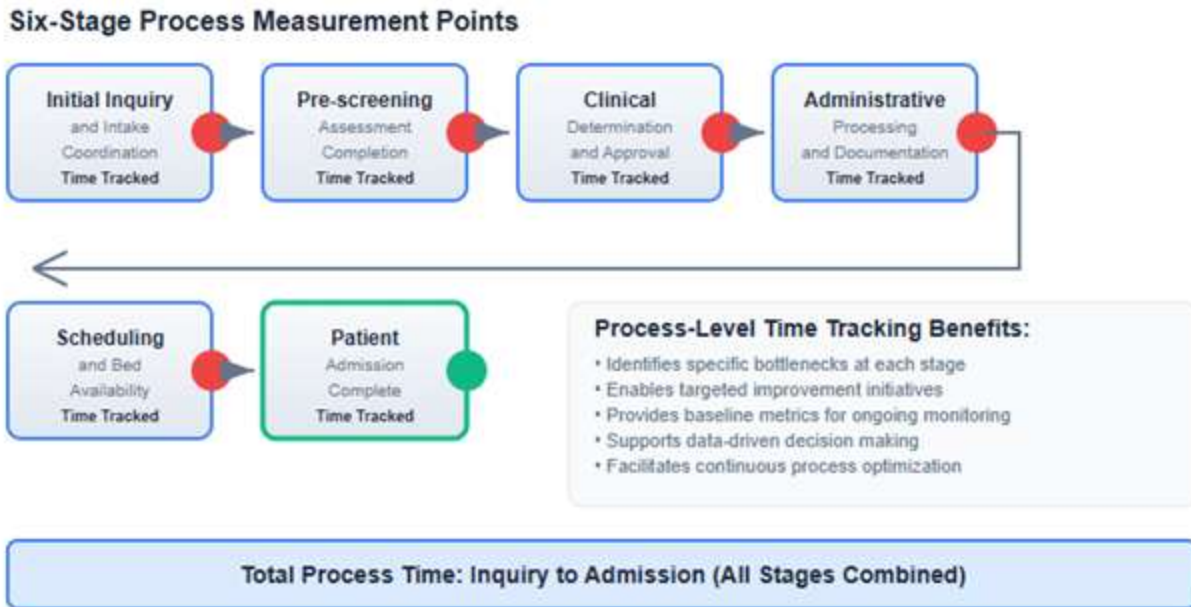 Six-Stage Process Measurement Points
Initial Inquiry
and Intake
Coordination
Time Tracked
Pre-screening
Assessment
Completion
Time Tracked
Clinical
Determination
and Approval
Time Tracked
Administrative
Processing
and Documentation
Time Tracked
Scheduling
and Bed
Availability
Time Tracked
Patient
Admission
Complete
Time Tracked
Process-Level Time Tracking Benefits:
• Identifies specific bottlenecks at each stage
• Enables targeted improvement initiatives
• Provides baseline metrics for ongoing monitoring
• Supports data-driven decision making
• Facilitates continuous process optimization
Total Process Time: Inquiry to Admission (All Stages Combined)